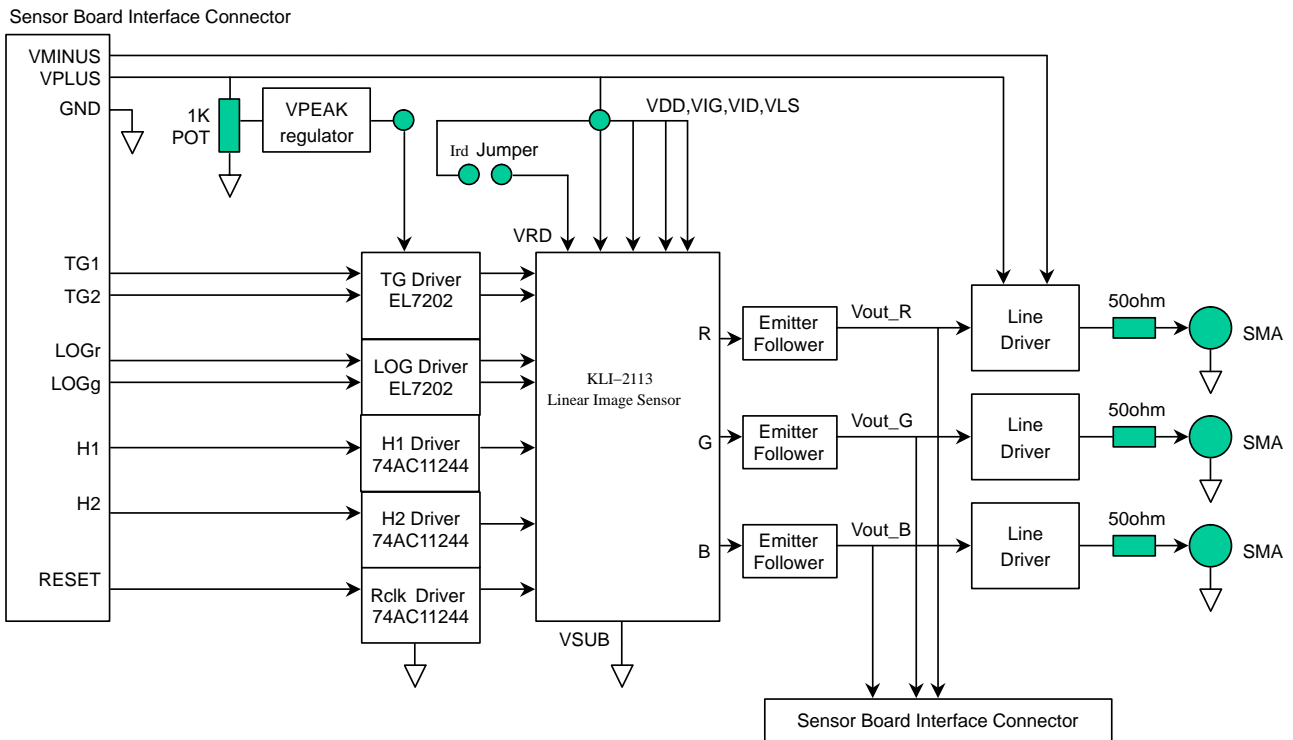 Sensor Board Interface Connector
VMINUS
VPLUS
GND
1K
POT
VPEAK
regulator
Ird Jumper
VDD,VIG,VID,VLS
VRD
TG1
TG2
LOGr
LOGg
H1
H2
RESET
TG Driver
EL7202
LOG Driver
EL7202
H1 Driver
74AC11244
H2 Driver
74AC11244
Rclk Driver
74AC11244
KLI–2113
Linear Image Sensor
R
G
B
VSUB
Emitter
Follower
Vout_R
Line
Driver
50ohm
SMA
Emitter
Follower
Vout_G
Line
Driver
50ohm
SMA
Emitter
Follower
Vout_B
Line
Driver
50ohm
SMA
Sensor Board Interface Connector